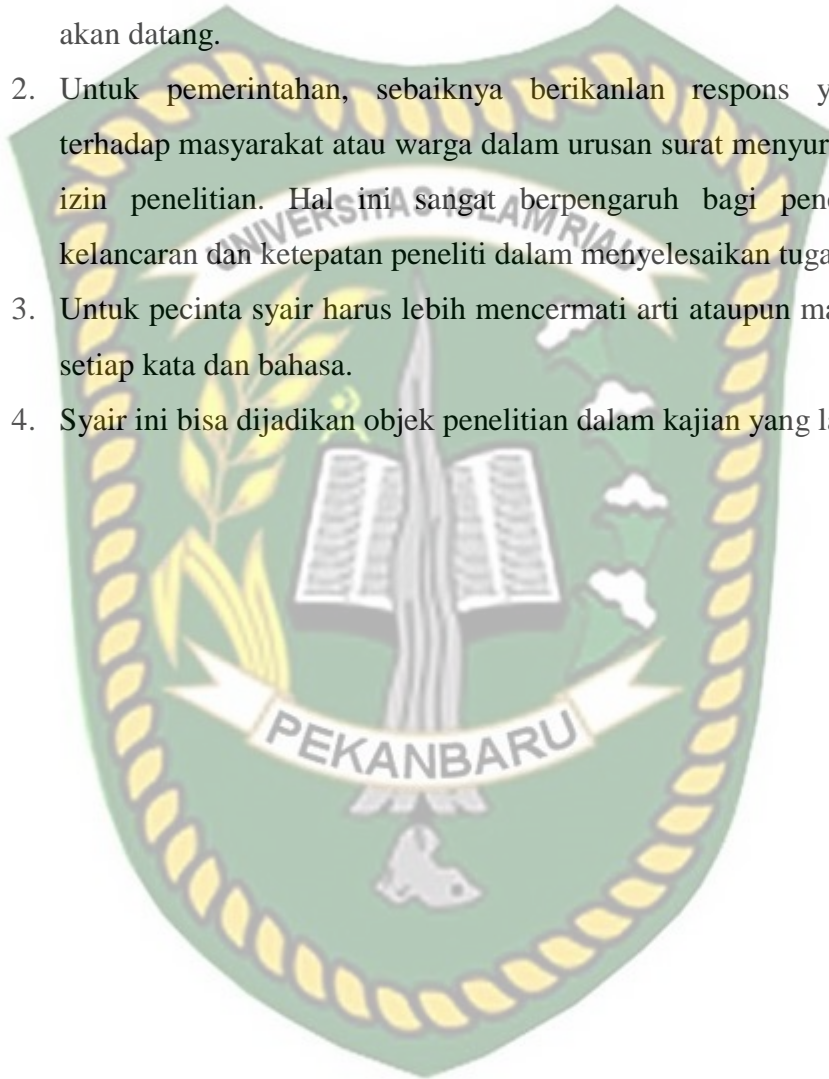 akan datang.
2. Untuk pemerintahan, sebaiknya berikanlan respons y
terhadap masyarakat atau warga dalam urusan surat menyur
izin penelitian. Hal ini sangat berpengaruh bagi pene
kelancaran dan ketepatan peneliti dalam menyelesaikan tuga
3. Untuk pecinta syair harus lebih mencermati arti ataupun ma
setiap kata dan bahasa.
4. Syair ini bisa dijadikan objek penelitian dalam kajian yang la
UNIVERSITAS ISLAM RIAU
PEKANBARU